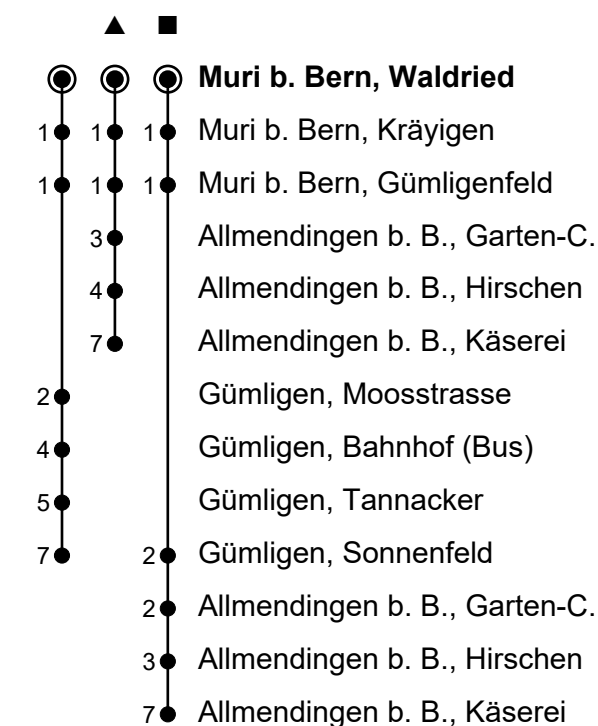 ▲ ■
Muri b. Bern, Waldried
1 1 1 Muri b. Bern, Kräyigen
1 1 1 Muri b. Bern, Gümligenfeld
3 Allmendingen b. B., Garten-C.
4 Allmendingen b. B., Hirschen
7 Allmendingen b. B., Käserei
2 Gümligen, Moosstrasse
4 Gümligen, Bahnhof (Bus)
5 Gümligen, Tannacker
7 2 Gümligen, Sonnenfeld
2 Allmendingen b. B., Garten-C.
3 Allmendingen b. B., Hirschen
7 Allmendingen b. B., Käserei